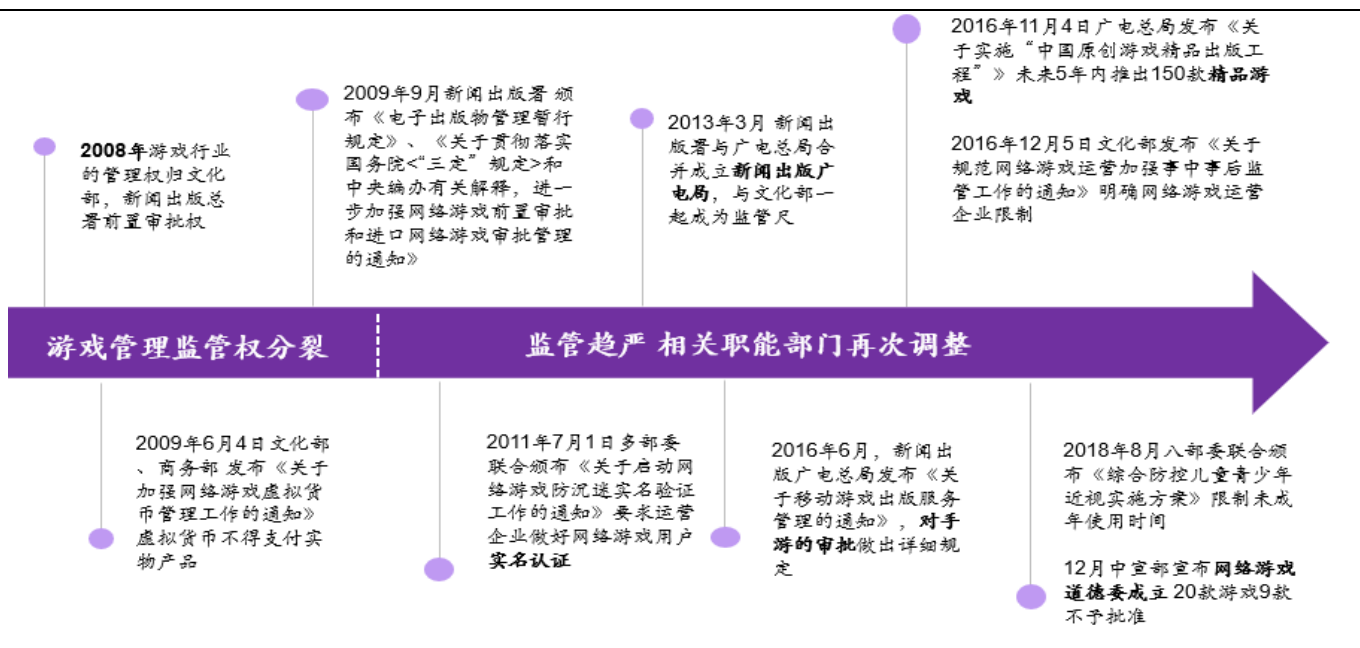 2008年游戏行业
的管理权归文化
部，新闻出版总
署前置审批权
2009年9月新闻出版署 颁
布《电子出版物管理暂行
规定》、《关于贯彻落实
国务院<“三定”规定>和
中央编办有关解释，进一
步加强网络游戏前置审批
和进口网络游戏审批管理
的通知》
2013年3月 新闻出
版署与广电总局合
并成立新闻出版广
电局，与文化部一
起成为监管尺
2016年11月4日广电总局发布《关
于实施“中国原创游戏精品出版工
程”》未来5年内推出150款精品游
戏
2016年12月5日文化部发布《关于
规范网络游戏运营加强事中事后监
管工作的通知》明确网络游戏运营
企业限制
游戏管理监管权分裂
监管趋严 相关职能部门再次调整
2009年6月4日文化部
、商务部 发布《关于
加强网络游戏虚拟货
币管理工作的通知》
虚拟货币不得支付实
物产品
2011年7月1日多部委
联合颁布《关于启动网
络游戏防沉迷实名验证
工作的通知》要求运营
企业做好网络游戏用户
实名认证
2016年6月，新闻出
版广电总局发布《关
于移动游戏出版服务
管理的通知》，对手
游的审批做出详细规
定
2018年8月八部委联合颁
布《综合防控儿童青少年
近视实施方案》限制未成
年使用时间
12月中宣部宣布网络游戏
道德委成立 20款游戏9款
不予批准